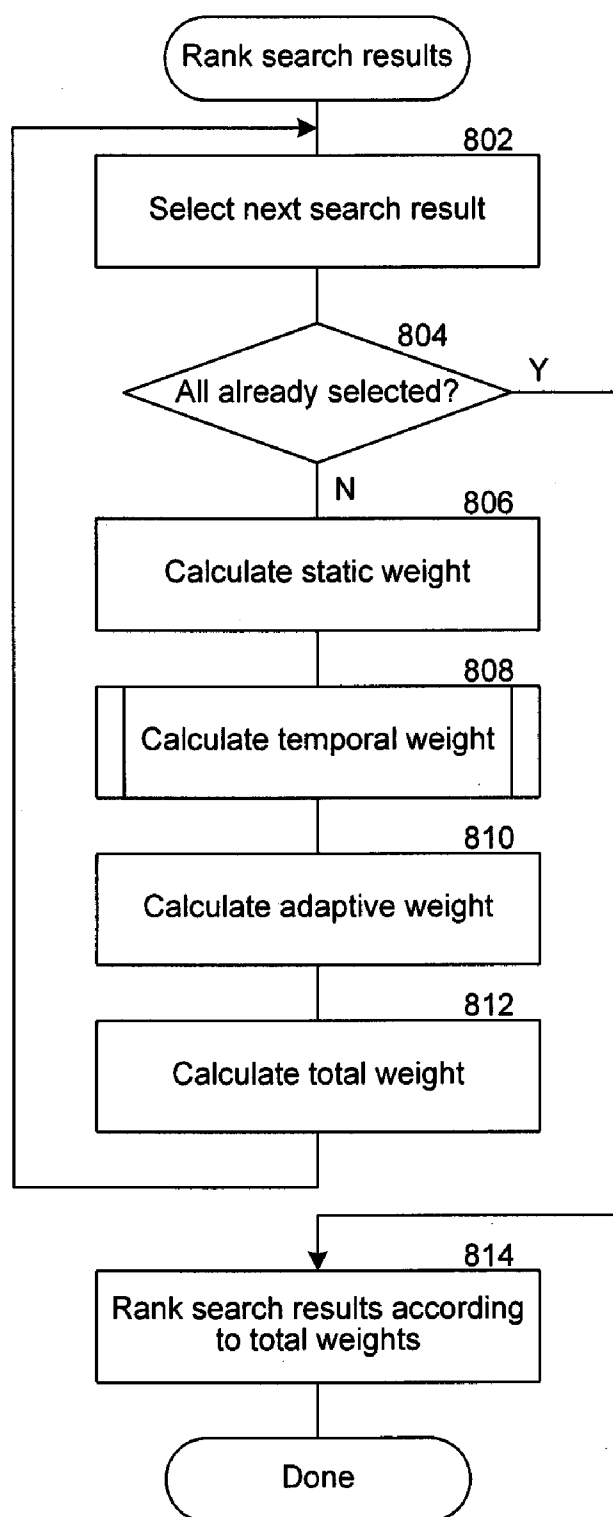 Rank search results
802
Select next search result
804
All already selected?
Y
N
806
Calculate static weight
808
Calculate temporal weight
810
Calculate adaptive weight
812
Calculate total weight
814
Rank search results according
to total weights
Done